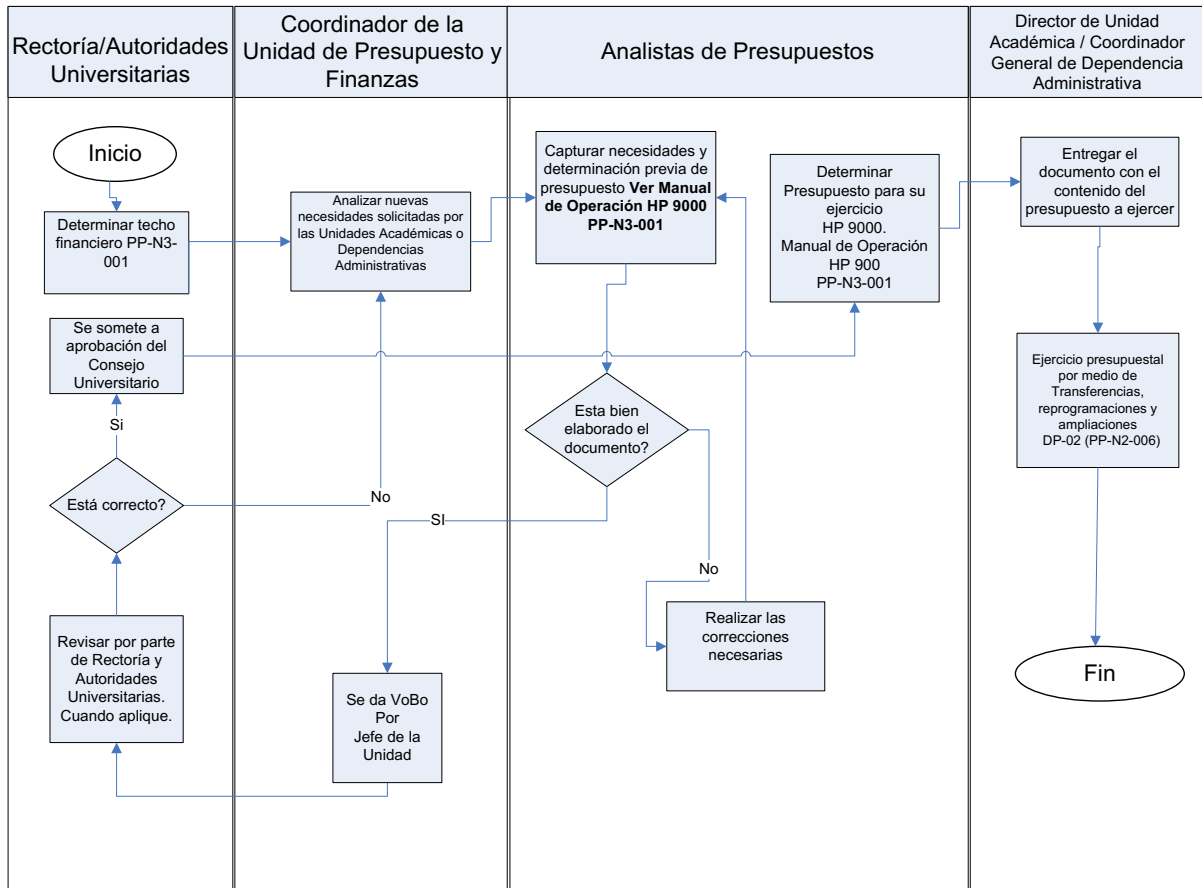 Rectoría/Autoridades
Universitarias
Coordinador de la
Unidad de Presupuesto y
Finanzas
Analistas de Presupuestos
Director de Unidad
Académica / Coordinador
General de Dependencia
Administrativa
Inicio
Determinar techo
financiero PP-N3-
001
Analizar nuevas
necesidades solicitadas por
las Unidades Académicas o
Dependencias
Administrativas
Capturar necesidades y
determinación previa de
presupuesto Ver Manual
de Operación HP 9000
PP-N3-001
Determinar
Presupuesto para su
ejercicio
HP 9000.
Manual de Operación
HP 900
PP-N3-001
Entregar el
documento con el
contenido del
presupuesto a ejercer
Se somete a
aprobación del
Consejo
Universitario
Si
Está correcto?
No
Esta bien
elaborado el
documento?
SI
No
Ejercicio presupuestal
por medio de
Transferencias,
reprogramaciones y
ampliaciones
DP-02 (PP-N2-006)
Revisar por parte
de Rectoría y
Autoridades
Universitarias.
Cuando aplique.
Se da VoBo
Por
Jefe de la
Unidad
Realizar las
correcciones
necesarias
Fin